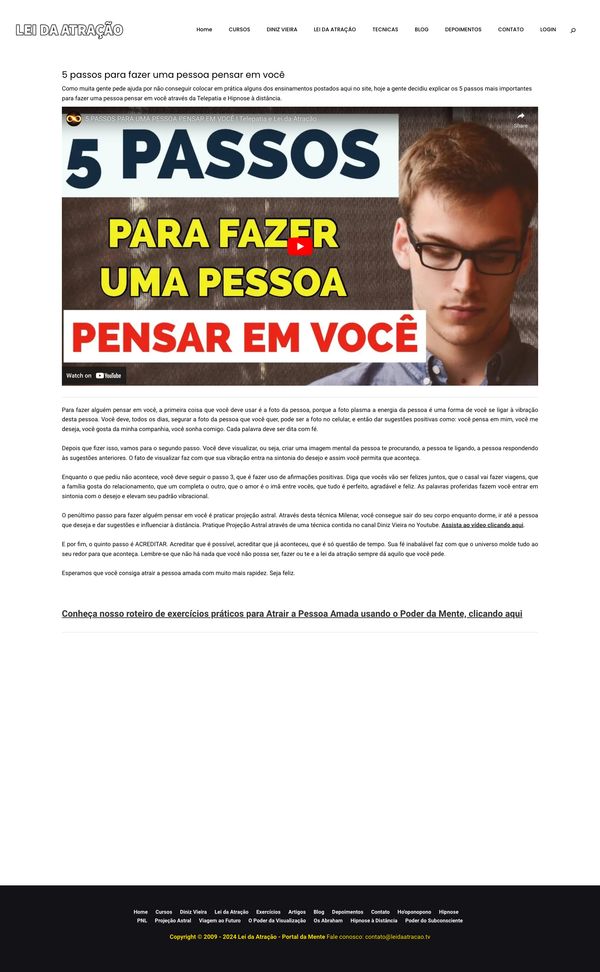 LEI DA ATRAÇÃO
Home CURSOS DINIZ VIEIRA LEI DA ATRAÇÃO TECNICAS BLOG DEPOIMENTOS CONTATO LOGIN
5 passos para fazer uma pessoa pensar em você
Como muita gente pede ajuda por não conseguir colocar em prática alguns dos ensinamentos postados aqui no site, hoje a gente decidiu explicar os 5 passos mais importantes
para fazer uma pessoa pensar em você através da Telepatia e Hipnose à distância.
5 PASSOS PARA UMA PESSOA PENSAR EM VOCÊ l Telepatia e Lei da Atração
Share
5 PASSOS
PARA FAZER
UMA PESSOA
PENSAR EM VOCÊ
Watch on YouTube
Para fazer alguém pensar em você, a primeira coisa que você deve usar é a foto da pessoa, porque a foto plasma a energia da pessoa é uma forma de você se ligar à vibração
desta pessoa. Você deve, todos os dias, segurar a foto da pessoa que você quer, pode ser a foto no celular, e então dar sugestões positivas como: você pensa em mim, você me
deseja, você gosta da minha companhia, você sonha comigo. Cada palavra deve ser dita com fé.
Depois que fizer isso, vamos para o segundo passo. Você deve visualizar, ou seja, criar uma imagem mental da pessoa te procurando, a pessoa te ligando, a pessoa respondendo
às sugestões anteriores. O fato de visualizar faz com que sua vibração entra na sintonia do desejo e assim você permita que aconteça.
Enquanto o que pediu não acontece, você deve seguir o passo 3, que é fazer uso de afirmações positivas. Diga que vocês vão ser felizes juntos, que o casal vai fazer viagens, que
a família gosta do relacionamento, que um completa o outro, que o amor é o imã entre vocês, que tudo é perfeito, agradável e feliz. As palavras proferidas fazem você entrar em
sintonia com o desejo e elevam seu padrão vibracional.
O penúltimo passo para fazer alguém pensar em você é praticar projeção astral. Através desta técnica Milenar, você consegue sair do seu corpo enquanto dorme, ir até a pessoa
que deseja e dar sugestões e influenciar à distância. Pratique Projeção Astral através de uma técnica contida no canal Diniz Vieira no Youtube. Assista ao vídeo clicando aqui.
E por fim, o quinto passo é ACREDITAR. Acreditar que é possível, acreditar que já aconteceu, que é só questão de tempo. Sua fé inabalável faz com que o universo molde tudo ao
seu redor para que aconteça. Lembre-se que não há nada que você não possa ser, fazer ou te e a lei da atração sempre dá aquilo que você pede.
Esperamos que você consiga atrair a pessoa amada com muito mais rapidez. Seja feliz.
Conheça nosso roteiro de exercícios práticos para Atrair a Pessoa Amada usando o Poder da Mente, clicando aqui
Home Cursos Diniz Vieira Lei da Atração Exercícios Artigos Blog Depoimentos Contato Ho'oponopono Hipnose
PNL Projeção Astral Viagem ao Futuro O Poder da Visualização Os Abraham Hipnose à Distância Poder do Subconsciente
Copyright © 2009 - 2024 Lei da Atração - Portal da Mente Fale conosco: contato@leidaatracao.tv